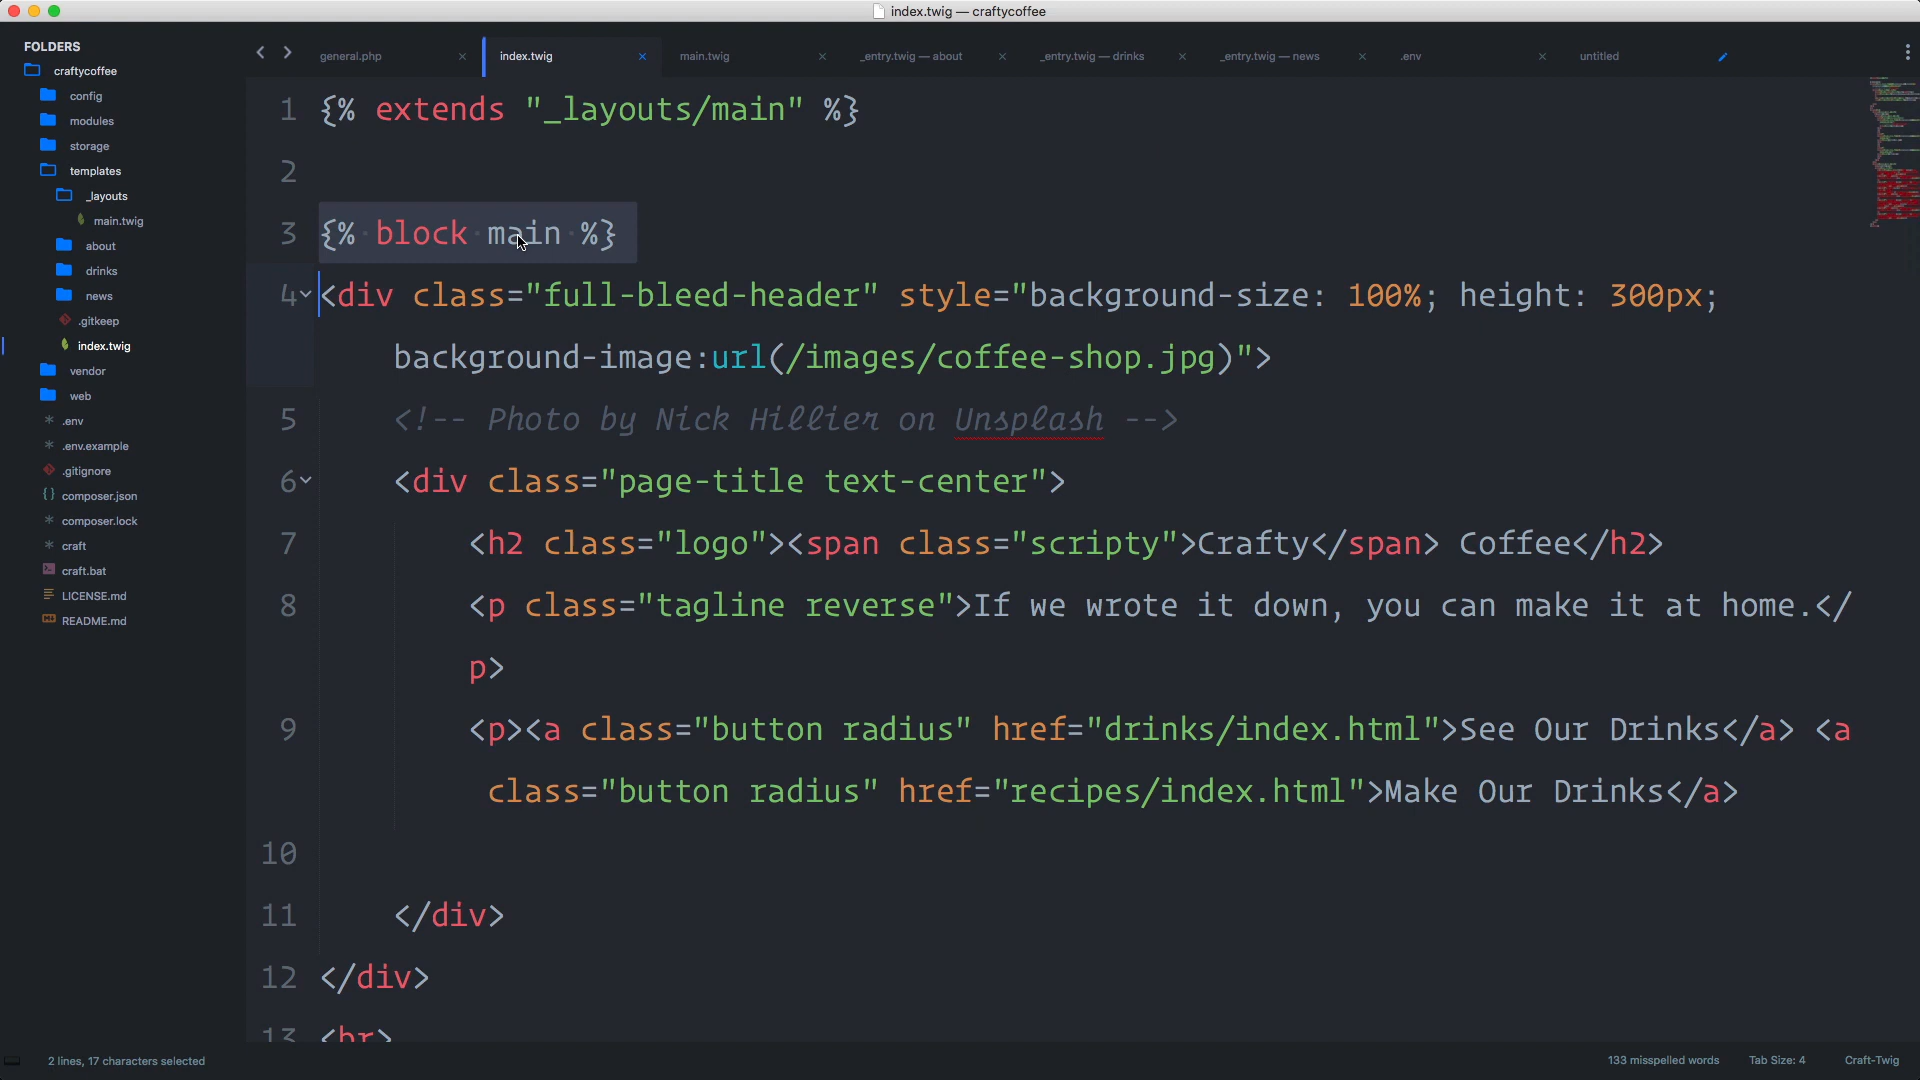 index.twig — craftycoffee
FOLDERS
craftycoffee
config
modules
storage
templates
_layouts
main.twig
about
drinks
news
.gitkeep
index.twig
vendor
web
.env
.env.example
.gitignore
composer.json
composer.lock
craft
craft.bat
LICENSE.md
README.md
general.php
index.twig
main.twig
_entry.twig — about
_entry.twig — drinks
_entry.twig — news
.env
untitled
1 {% extends "_layouts/main" %}
2
3 {% block main %}
4 <div class="full-bleed-header" style="background-size: 100%; height: 300px;
background-image:url(/images/coffee-shop.jpg)">
5 <!-- Photo by Nick Hillier on Unsplash -->
6 <div class="page-title text-center">
7 <h2 class="logo"><span class="scripty">Crafty</span> Coffee</h2>
8 <p class="tagline reverse">If we wrote it down, you can make it at home.</
p>
9 <p><a class="button radius" href="drinks/index.html">See Our Drinks</a> <a
class="button radius" href="recipes/index.html">Make Our Drinks</a>
10
11 </div>
12 </div>
13 <br>
2 lines, 17 characters selected
133 misspelled words
Tab Size: 4
Craft-Twig